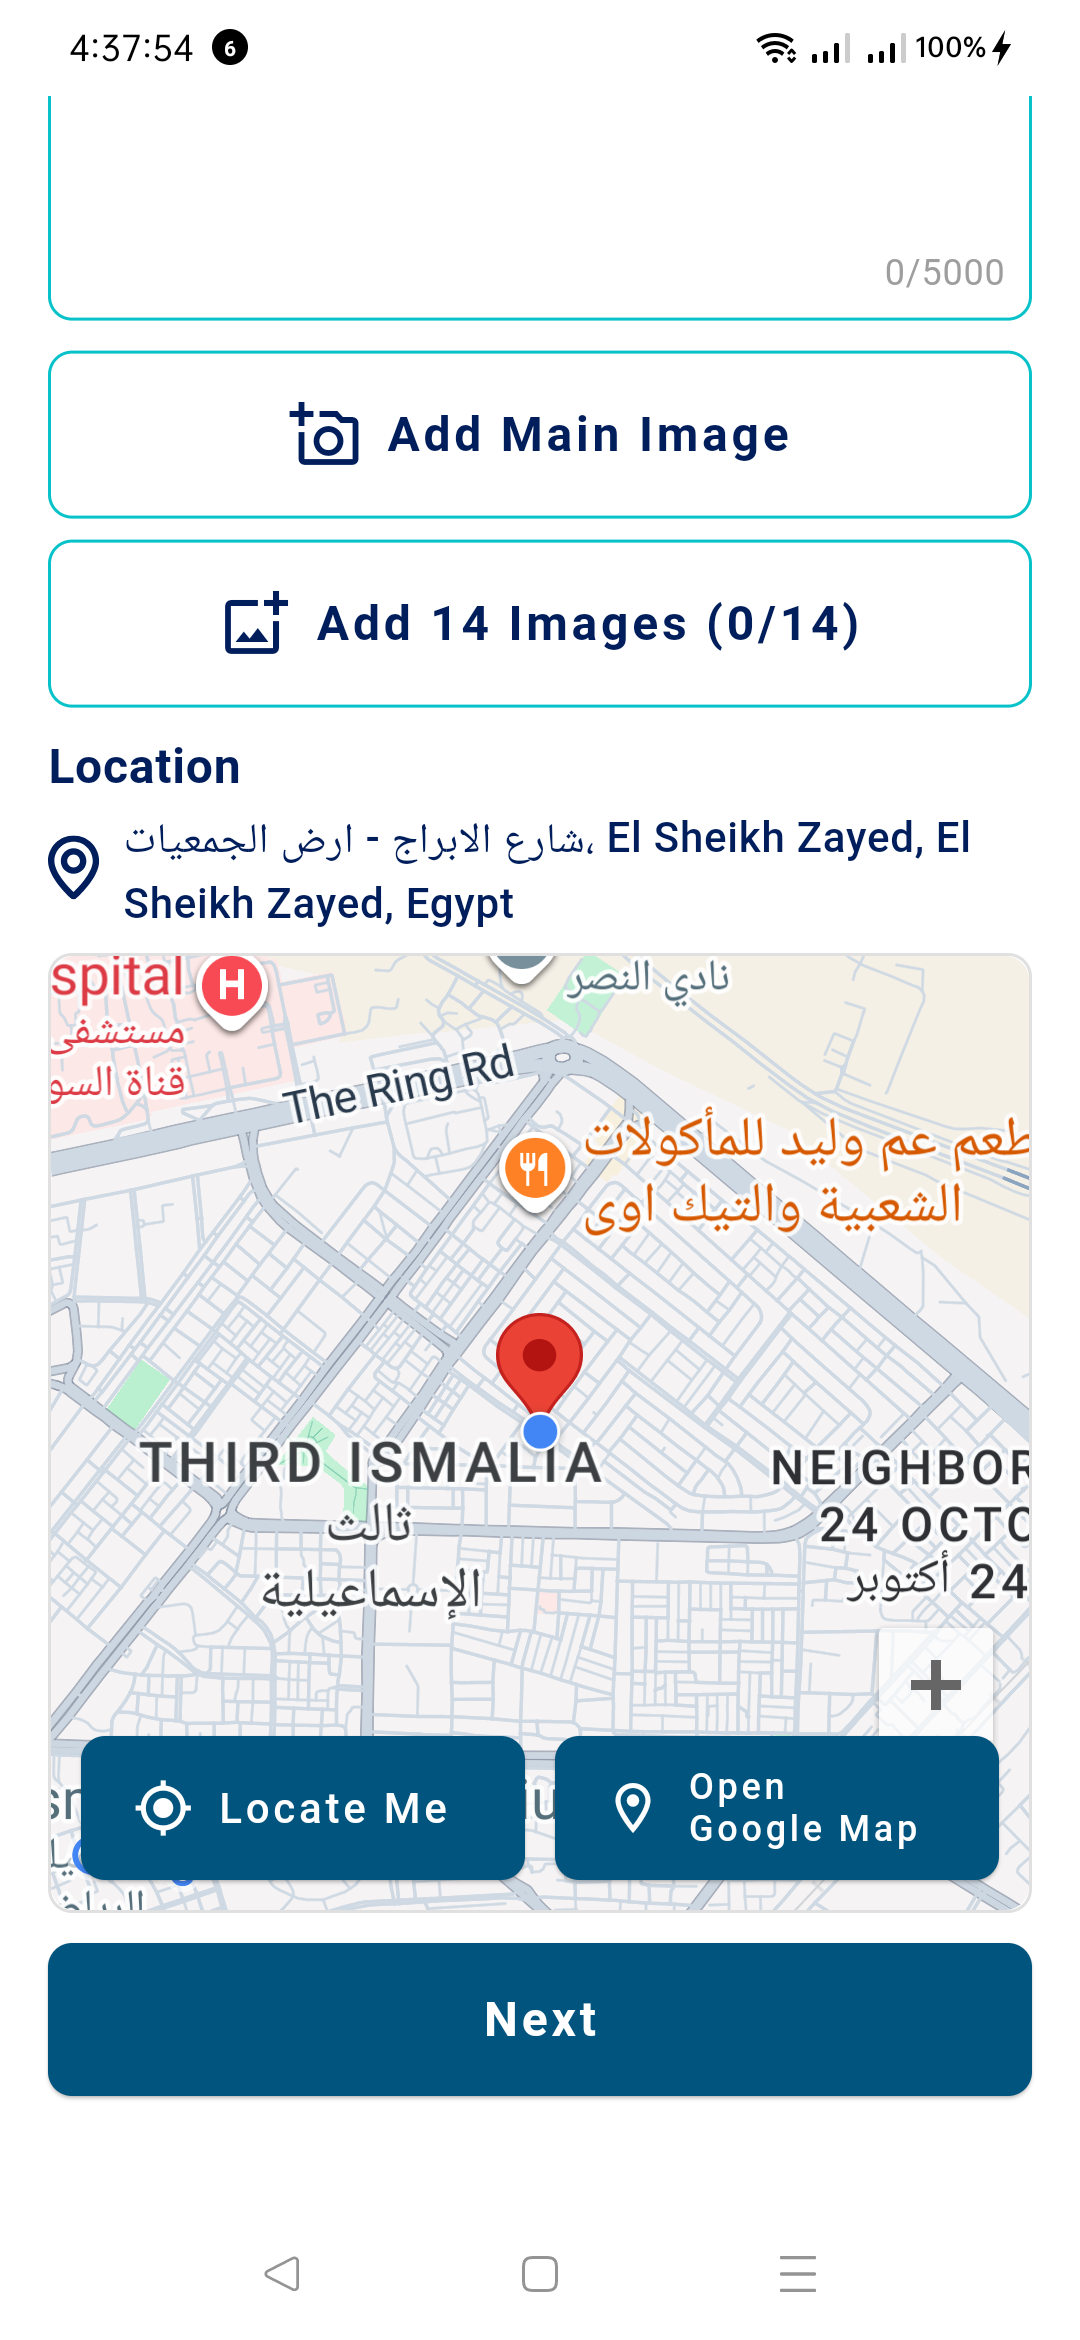 4:37:54 6 100%
0/5000
Add Main Image
Add 14 Images (0/14)
Location
شارع الابراج - ارض الجمعيات، El Sheikh Zayed, El
Sheikh Zayed, Egypt
spital H
مستشفى
قناة السو
نادي النصر
The Ring Rd
طعم عم وليد للمأكولات
الشعبية والتيك اوى
THIRD ISMALIA
ثالث
الإسماعيلية
NEIGHBOR
24 OCTO
24 أكتوبر
Locate Me
Open
Google Map
Next